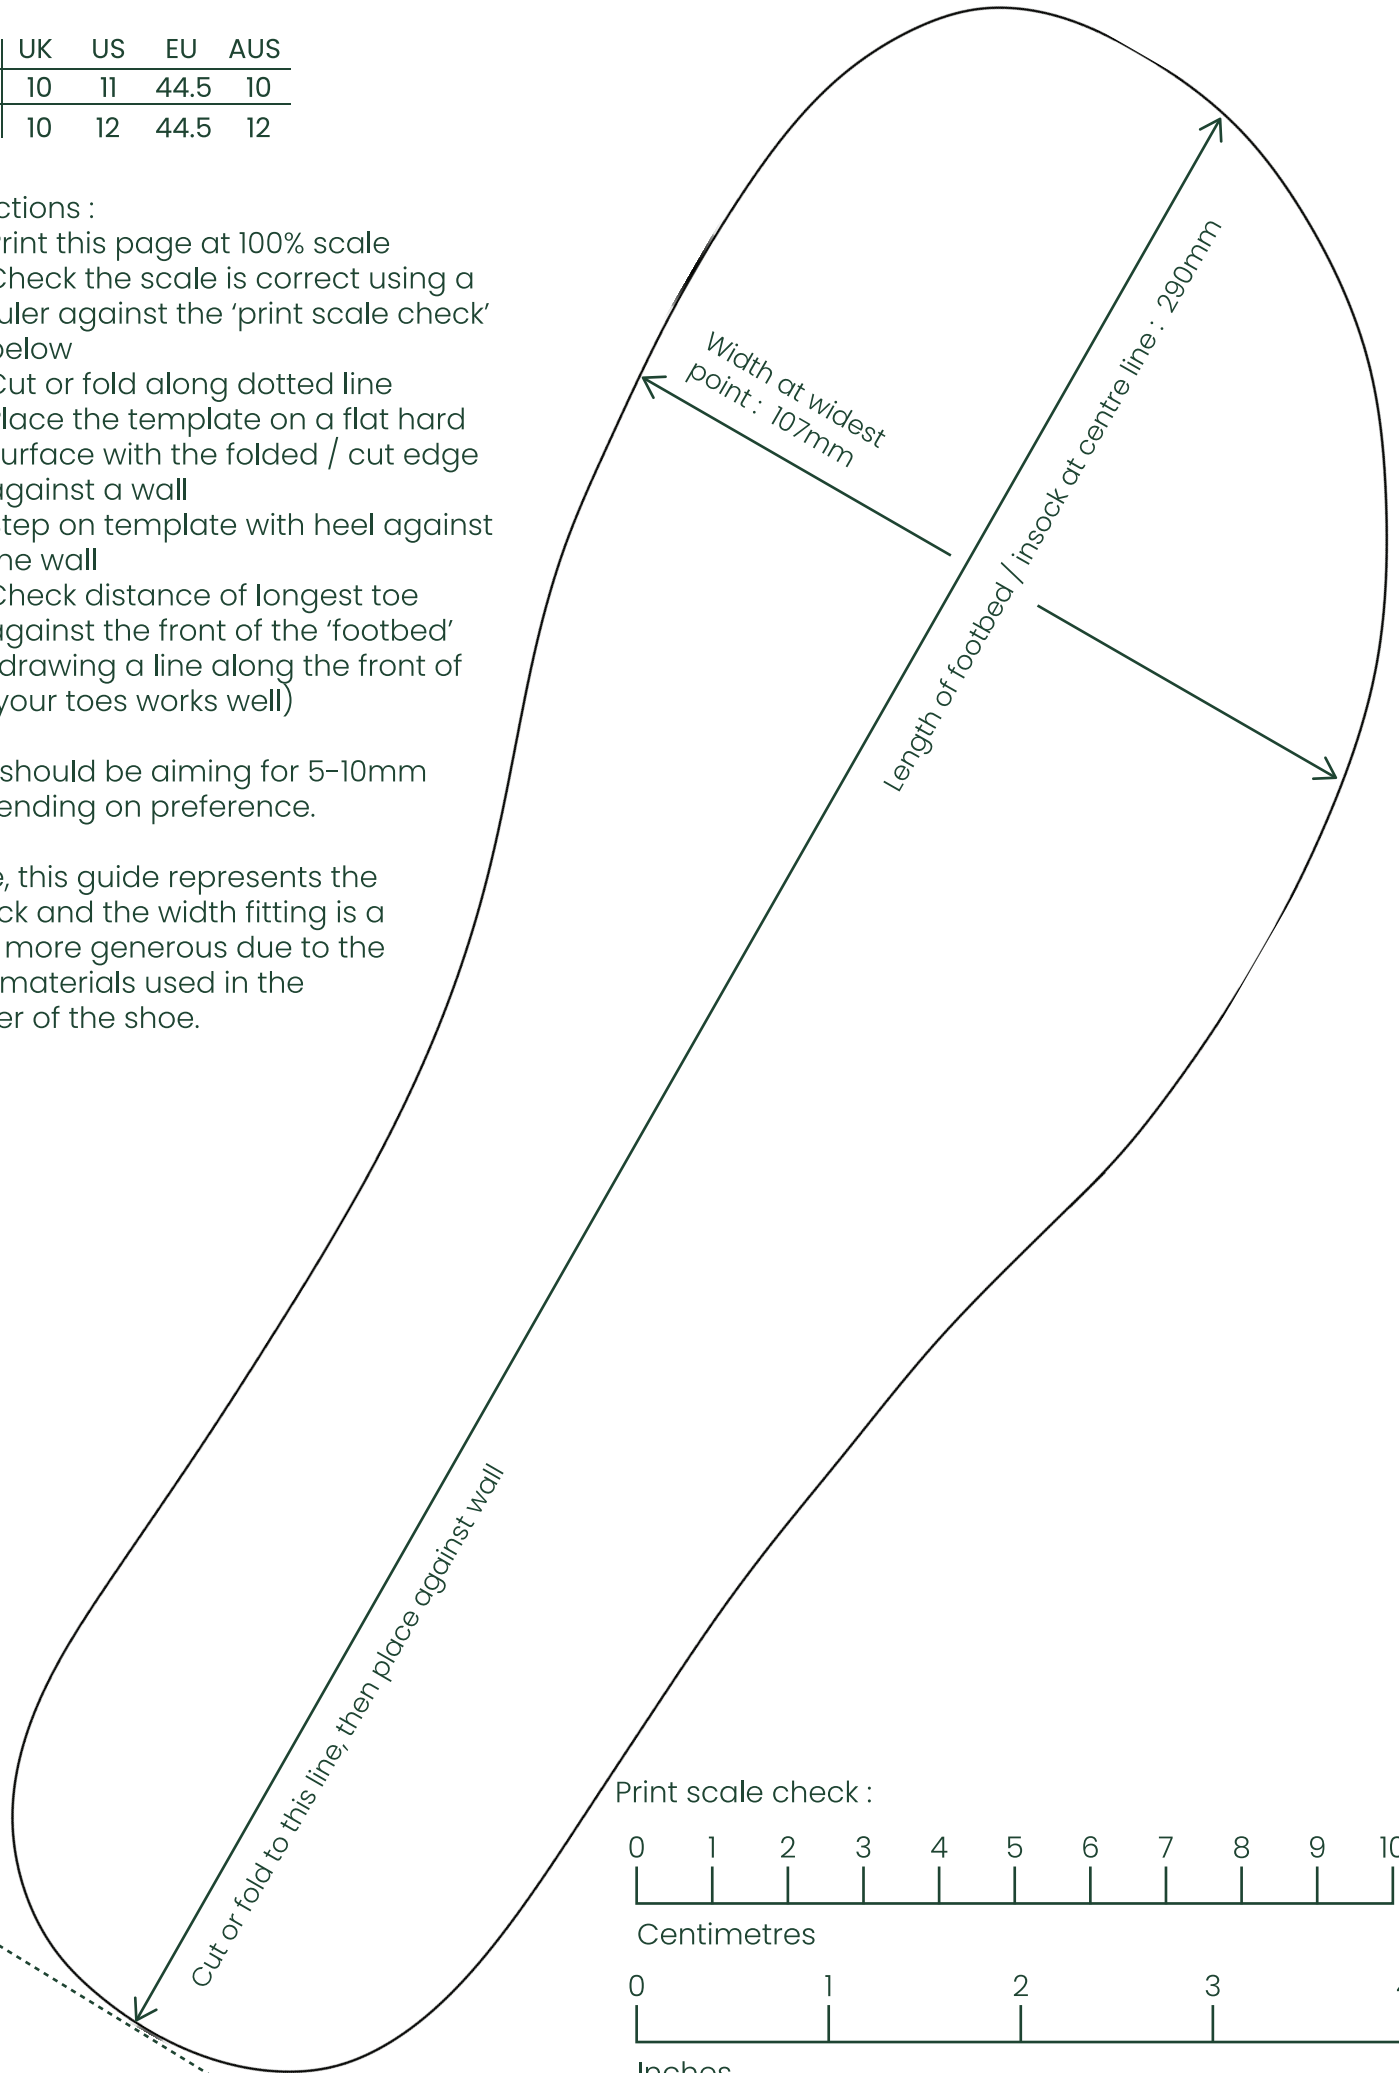 UK US EU AUS
10 11 44.5 10
10 12 44.5 12
ctions :
rint this page at 100% scale
Check the scale is correct using a
uler against the ‘print scale check’
below
Cut or fold along dotted line
lace the template on a flat hard
urface with the folded / cut edge
against a wall
tep on template with heel against
he wall
Check distance of longest toe
against the front of the ‘footbed’
drawing a line along the front of
your toes works well)
should be aiming for 5-10mm
ending on preference.
e, this guide represents the
ck and the width fitting is a
more generous due to the
materials used in the
er of the shoe.
Width at widest
point : 107mm
Length of footbed / insock at centre line : 290mm
Cut or fold to this line, then place against wall
Print scale check :
0 1 2 3 4 5 6 7 8 9 10
Centimetres
0 1 2 3
Inches